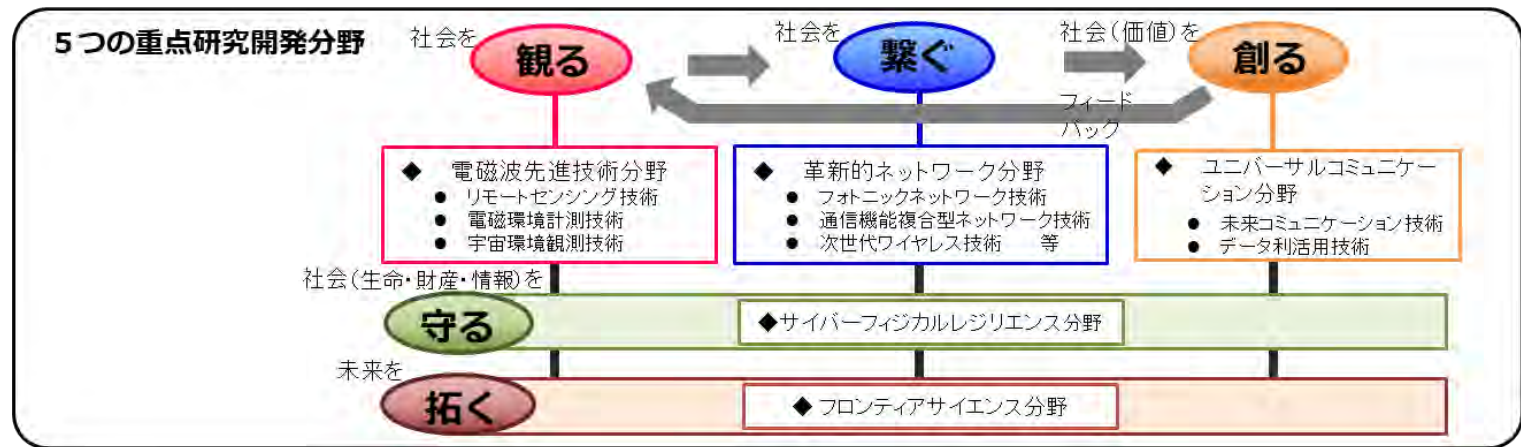 5つの重点研究開発分野
社会を
観る
社会を
繋ぐ
社会(価値)を
創る
フィード
バック
◆ 電磁波先進技術分野
● リモートセンシング技術
● 電磁環境計測技術
● 宇宙環境観測技術
◆ 革新的ネットワーク分野
● フォトニックネットワーク技術
● 通信機能複合型ネットワーク技術
● 次世代ワイヤレス技術 等
◆ ユニバーサルコミュニケー
ション分野
● 未来コミュニケーション技術
● データ利活用技術
社会(生命・財産・情報)を
守る
◆サイバーフィジカルレジリエンス分野
未来を
拓く
◆ フロンティアサイエンス分野